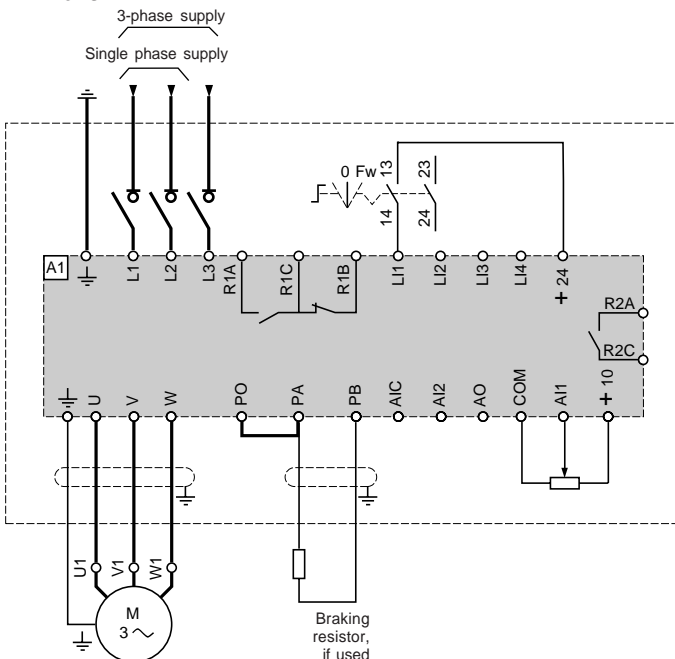 3-phase supply
Single phase supply
0 Fw 13 23
14 24
A1
L1 L2 L3 R1A R1C R1B LI1 LI2 LI3 LI4 + 24
R2A
R2C
U V W PO PA PB AIC AI2 AO COM AI1 + 10
U1 V1 W1
M
3
Braking
resistor,
if used